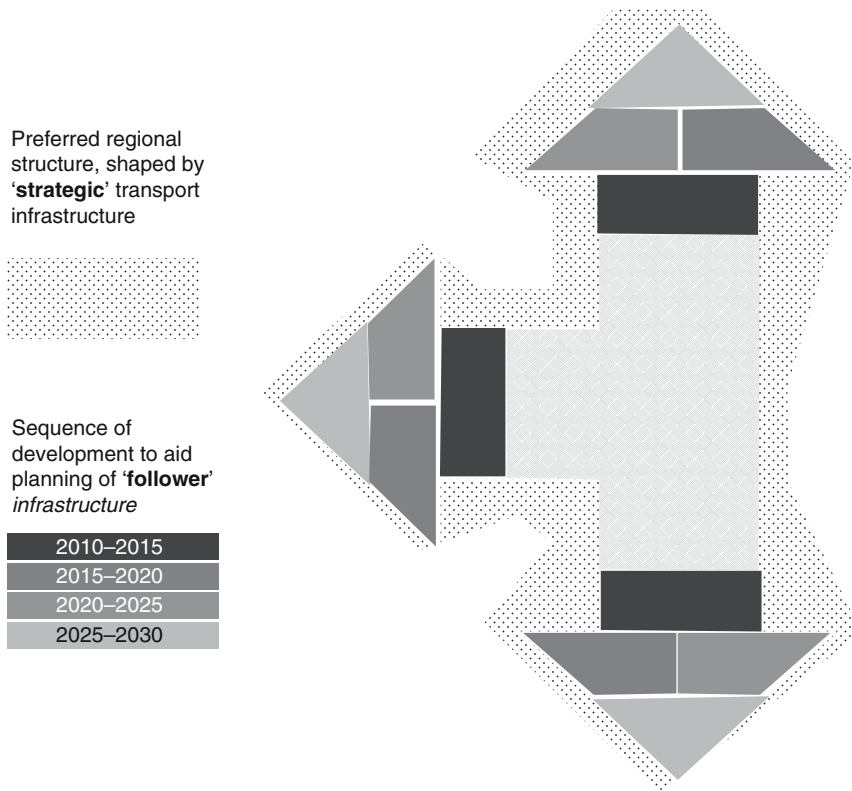 Preferred regional
structure, shaped by
‘strategic’ transport
infrastructure
Sequence of
development to aid
planning of ‘follower’
infrastructure
2010–2015
2015–2020
2020–2025
2025–2030